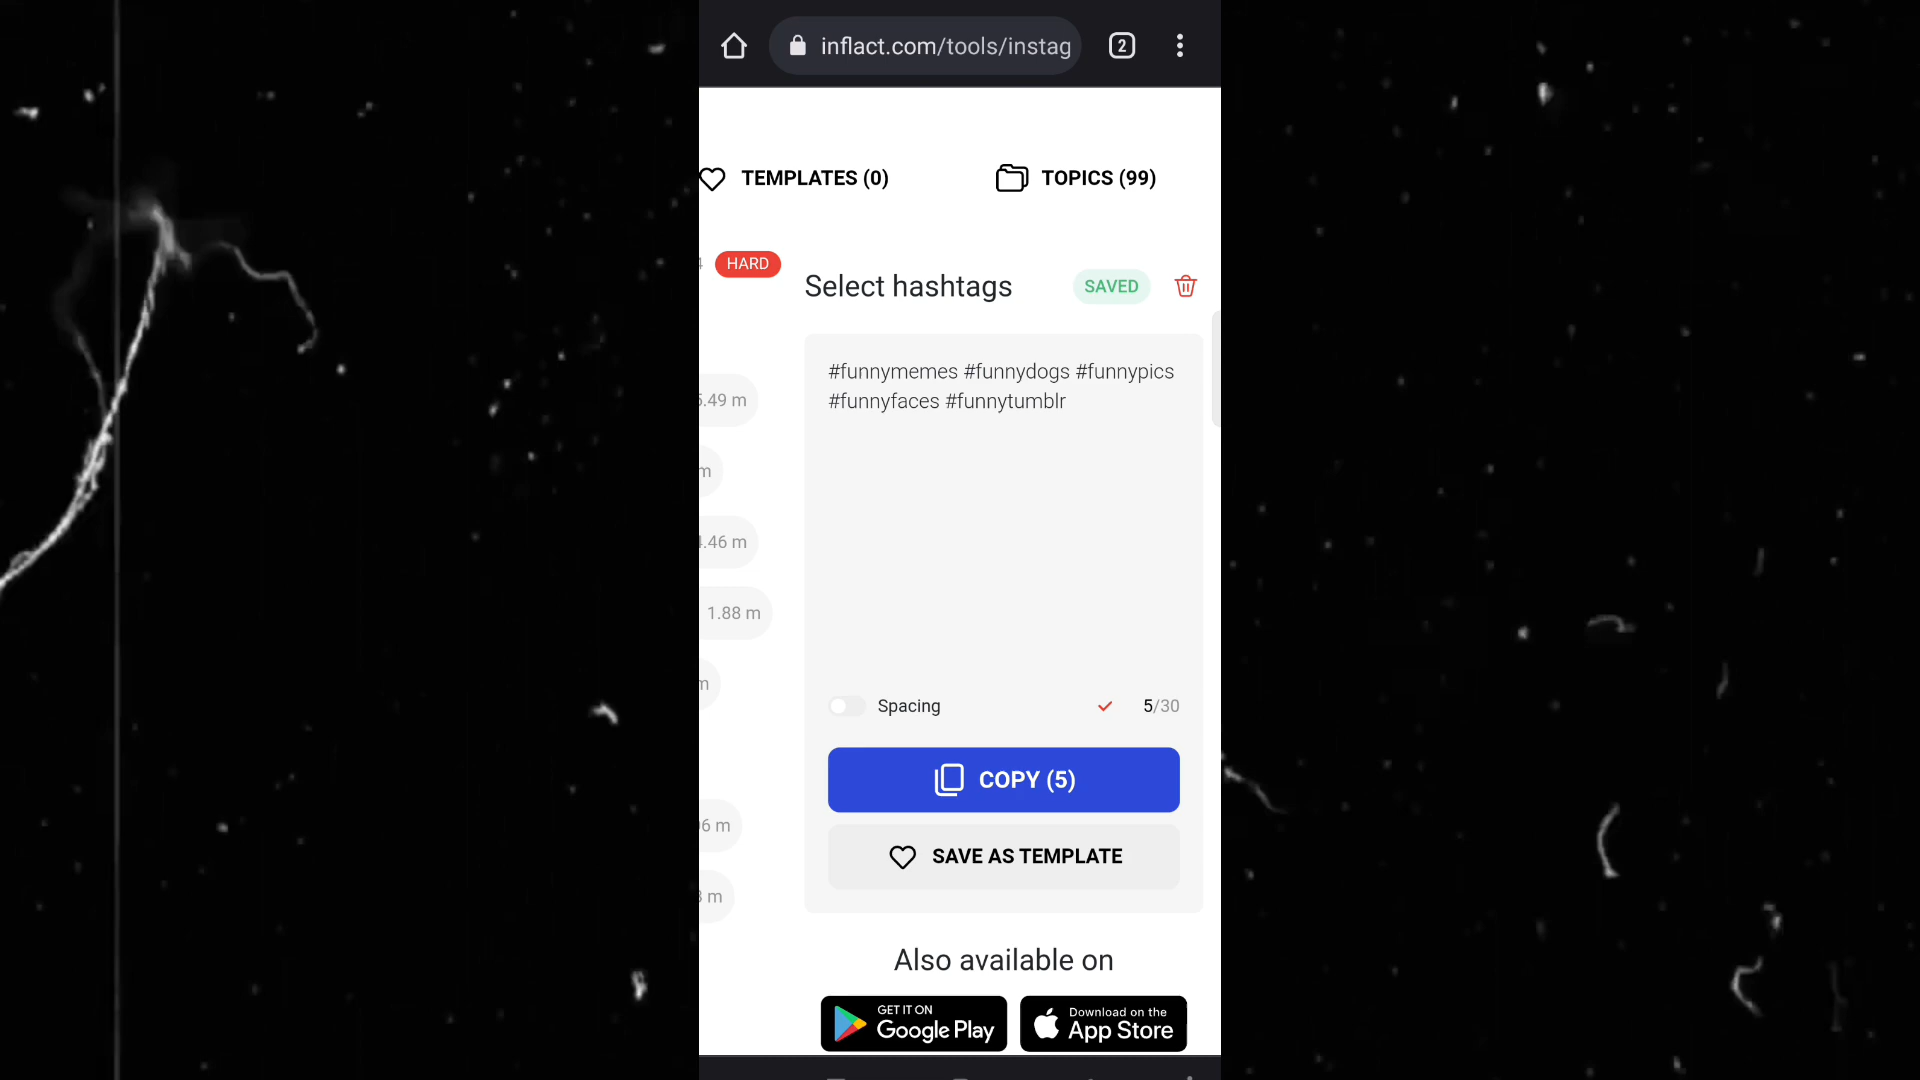 inflact.com/tools/instag
2
TEMPLATES (0)
TOPICS (99)
HARD
Select hashtags
SAVED
#funnymemes #funnydogs #funnypics
#funnyfaces #funnytumblr
.49 m
m
.46 m
1.88 m
m
6 m
m
Spacing
5/30
COPY (5)
SAVE AS TEMPLATE
Also available on
GET IT ON
Google Play
Download on the
App Store